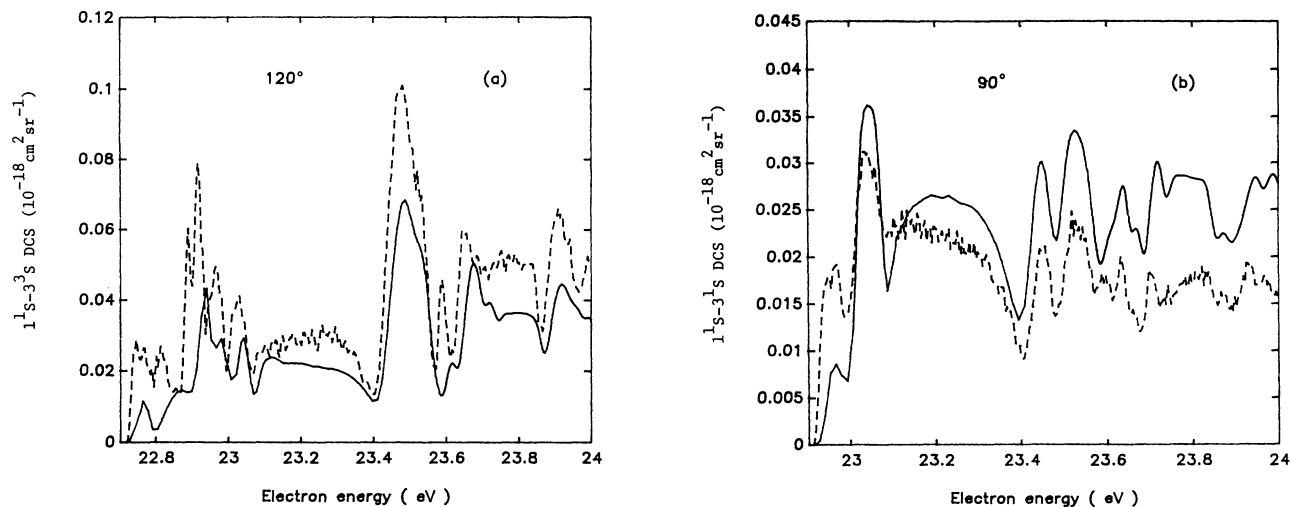 0.12
0.1
0.08
0.06
0.04
0.02
0
1¹S–3³S DCS (10⁻¹⁸cm²sr⁻¹)
120° (a)
22.8 23 23.2 23.4 23.6 23.8 24
Electron energy ( eV )
0.045
0.04
0.035
0.03
0.025
0.02
0.015
0.01
0.005
0
1¹S–3¹S DCS (10⁻¹⁸cm²sr⁻¹)
90° (b)
23 23.2 23.4 23.6 23.8 24
Electron energy ( eV )